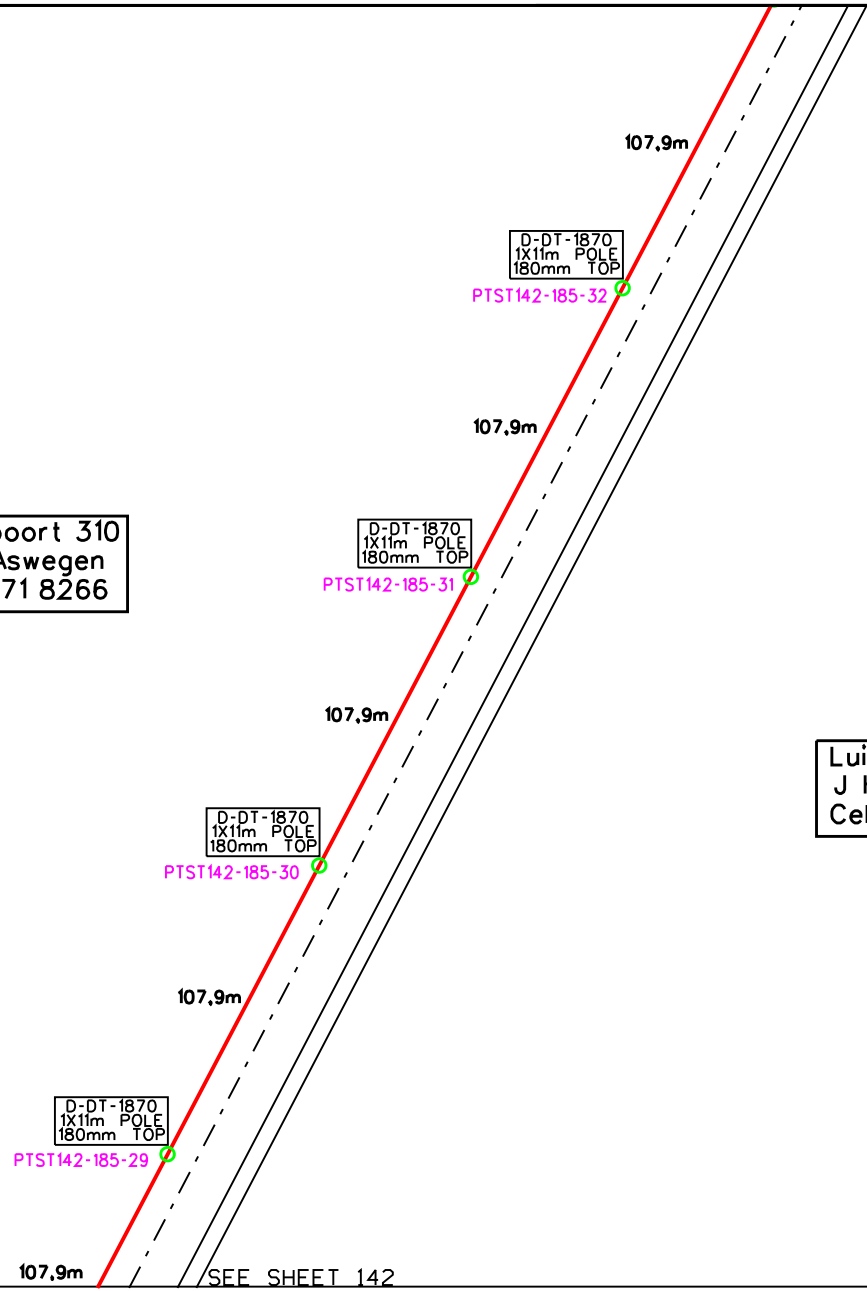 107,9m
D-DT-1870
1X11m POLE
180mm TOP
PTST142-185-32
107,9m
D-DT-1870
1X11m POLE
180mm TOP
PTST142-185-31
oort 310
Aswegen
71 8266
107,9m
Lui
J
Cel
D-DT-1870
1X11m POLE
180mm TOP
PTST142-185-30
107,9m
D-DT-1870
1X11m POLE
180mm TOP
PTST142-185-29
107,9m
SEE SHEET 142